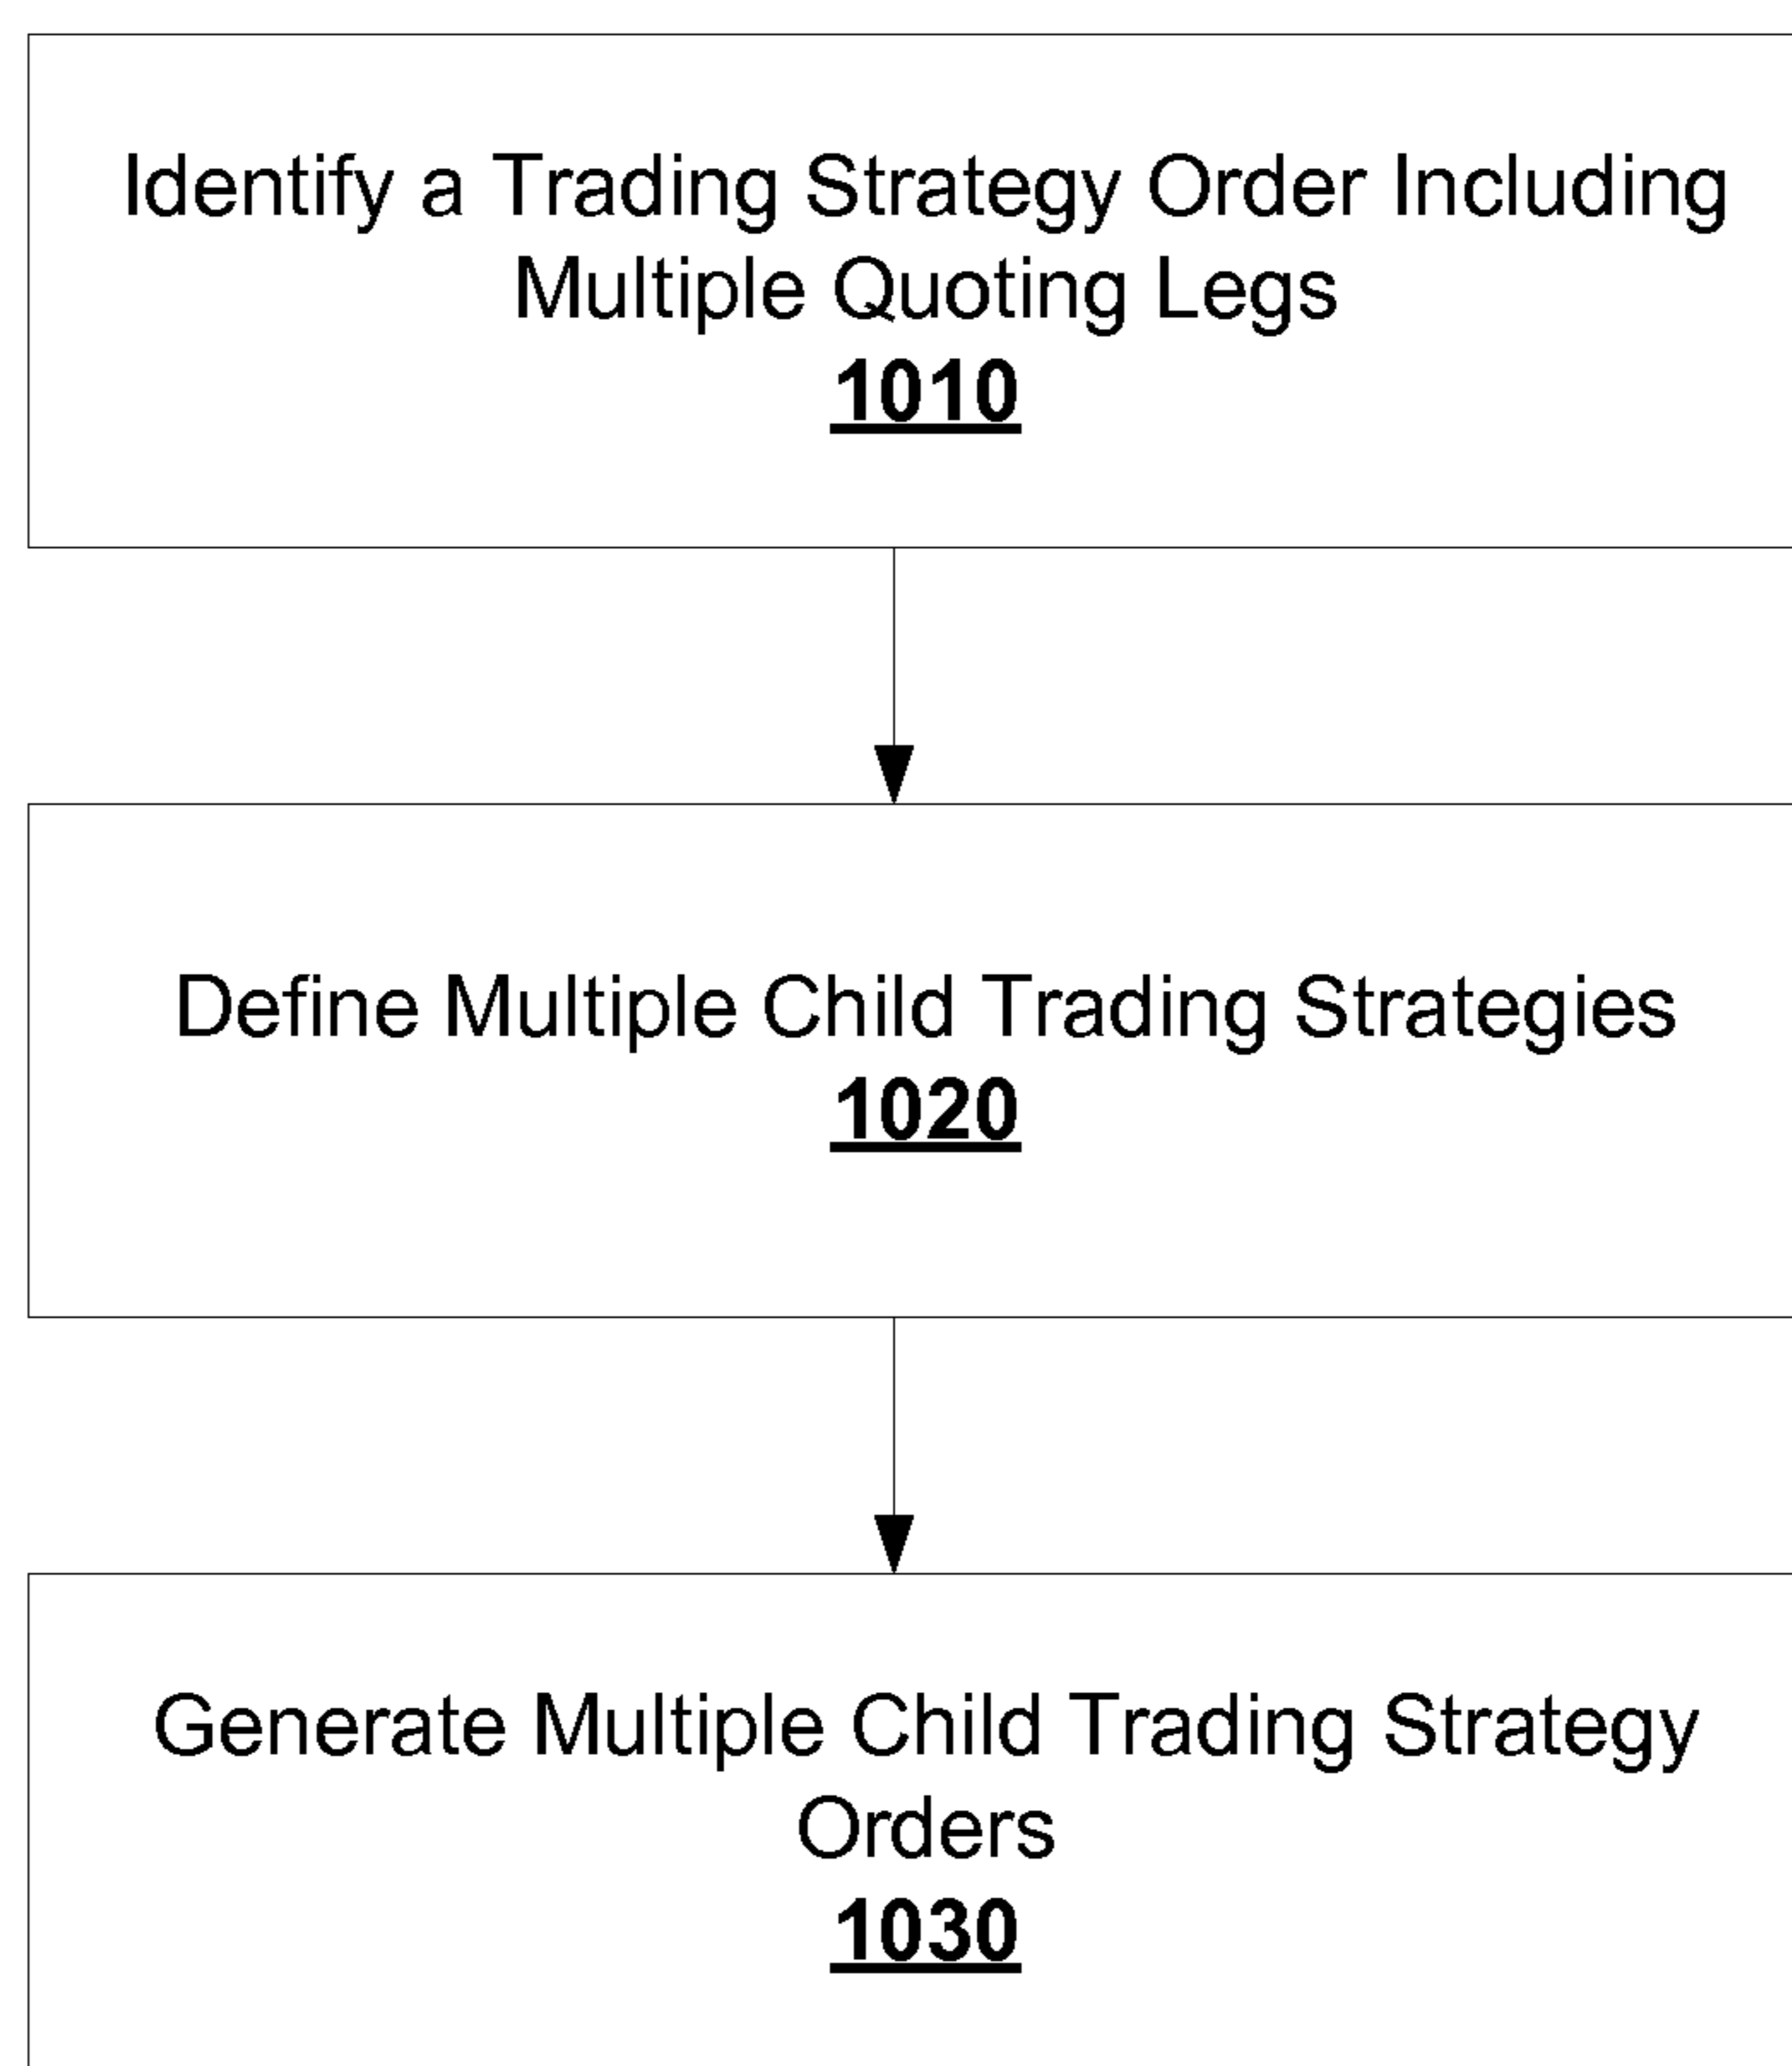 Identify a Trading Strategy Order Including
Multiple Quoting Legs
1010
Define Multiple Child Trading Strategies
1020
Generate Multiple Child Trading Strategy
Orders
1030